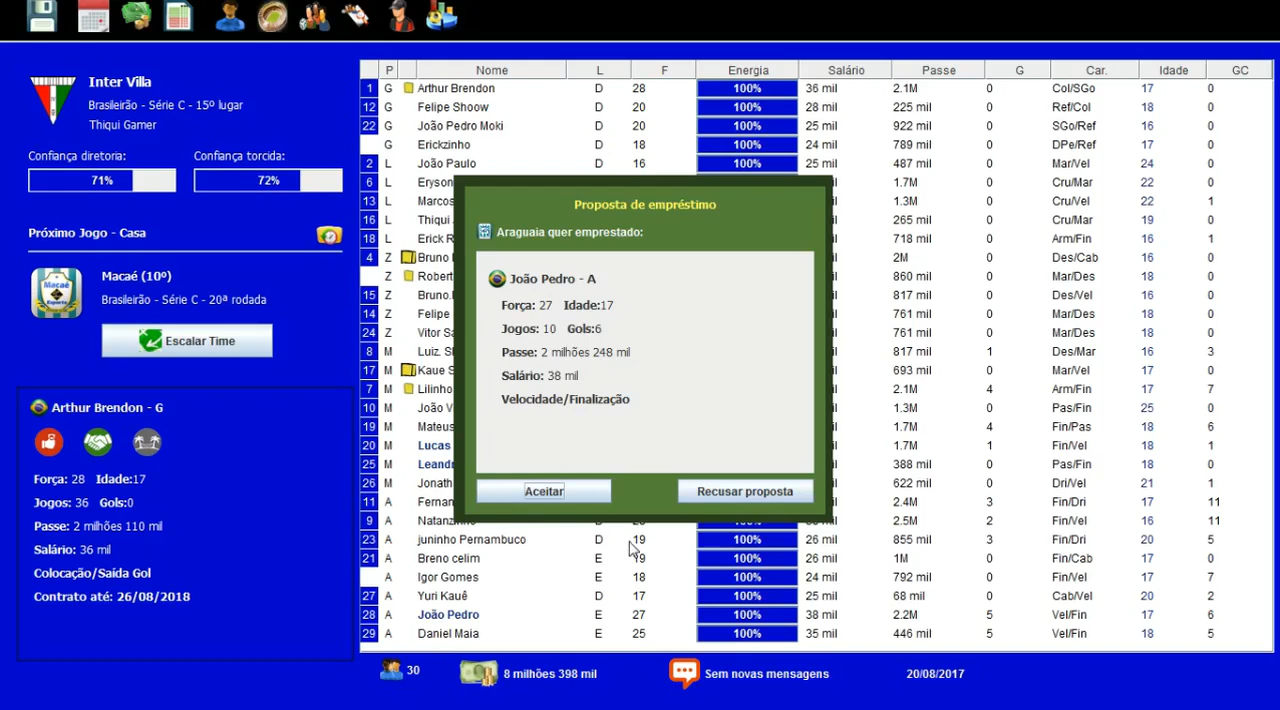 Inter Villa
Brasileirão - Série C - 15º lugar
Thiqui Gamer
Confiança diretoria: Confiança torcida:
71% 72%
Próximo Jogo - Casa
Macaé (10º)
Brasileirão - Série C - 20ª rodada
Escalar Time
Arthur Brendon - G
Força: 28 Idade:17
Jogos: 36 Gols:0
Passe: 2 milhões 110 mil
Salário: 36 mil
Colocação/Saída Gol
Contrato até: 26/08/2018
P Nome L F Energia Salário Passe G Car. Idade GC
1 G Arthur Brendon D 28 100% 36 mil 2.1M 0 Col/SGo 17 0
12 G Felipe Shoow D 20 100% 25 mil 225 mil 0 Ref/Col 18 0
22 G João Pedro Moki D 20 100% 25 mil 922 mil 0 SGo/Ref 16 0
G Erickzinho D 18 100% 24 mil 789 mil 0 DPe/Ref 17 0
2 L João Paulo D 16 100% 25 mil 487 mil 0 Mar/Vel 24 0
6 L Eryson 1.7M 0 Cru/Mar 22 0
13 L Marcos 1.3M 0 Cru/Vel 22 1
16 L Thiqui 265 mil 0 Cru/Mar 19 0
18 L Erick R 718 mil 0 Arm/Fin 16 1
4 Z Bruno 2M 0 Des/Cab 16 0
Z Robert 860 mil 0 Mar/Des 18 0
15 Z Bruno. 817 mil 0 Des/Vel 16 0
14 Z Felipe 761 mil 0 Mar/Des 18 0
24 Z Vitor Sa 761 mil 0 Mar/Des 18 0
8 M Luiz. S 817 mil 1 Des/Mar 16 3
17 M Kaue S 693 mil 0 Mar/Vel 17 0
7 M Lilinho 2.1M 4 Arm/Fin 17 7
10 M João V 1.3M 0 Pas/Fin 25 0
19 M Mateus 1.7M 4 Fin/Pas 18 6
20 M Lucas 1.7M 1 Fin/Vel 18 1
25 M Leandr 388 mil 0 Pas/Fin 18 0
26 M Jonath 622 mil 0 Dri/Vel 21 1
11 A Fernan 2.4M 3 Fin/Dri 17 11
9 A Natanzinho 100% 2.5M 2 Fin/Vel 16 11
23 A juninho Pernambuco D 19 100% 26 mil 855 mil 3 Fin/Dri 20 5
21 A Breno celim E 19 100% 26 mil 1M 0 Fin/Cab 17 0
A Igor Gomes E 18 100% 24 mil 792 mil 0 Fin/Vel 17 7
27 A Yuri Kauê D 17 100% 25 mil 68 mil 0 Cab/Vel 20 2
28 A João Pedro E 27 100% 38 mil 2.2M 5 Vel/Fin 17 6
29 A Daniel Maia E 25 100% 35 mil 446 mil 5 Vel/Fin 18 5
Proposta de empréstimo
Araguaia quer emprestado:
João Pedro - A
Força: 27 Idade:17
Jogos: 10 Gols:6
Passe: 2 milhões 248 mil
Salário: 38 mil
Velocidade/Finalização
Aceitar Recusar proposta
30 8 milhões 398 mil Sem novas mensagens 20/08/2017